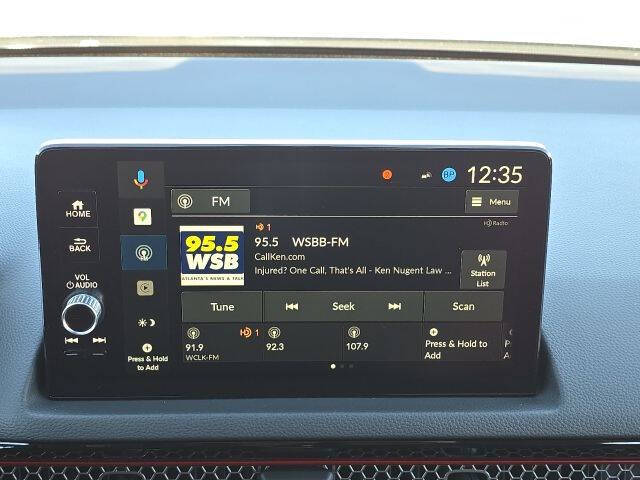 12:35
HOME
FM
Menu
HD Radio
1
95.5 WSBB-FM
BACK
FM
95.5
WSB
ATLANTA'S NEWS & TALK
CallKen.com
Injured? One Call, That's All - Ken Nugent Law ...
Station
List
VOL
AUDIO
Tune
Seek
Scan
1
91.9
92.3
107.9
WCLK-FM
Press & Hold to
Add
P
A
Press & Hold
to Add